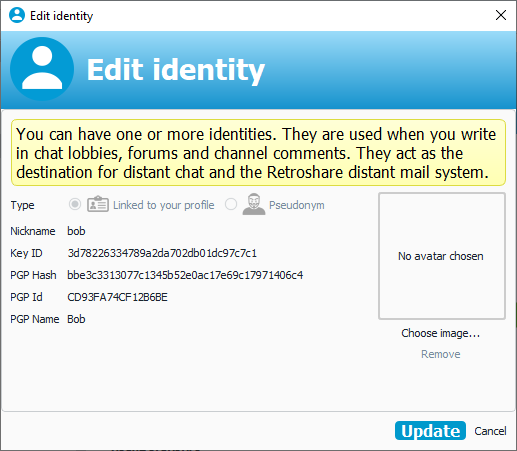 Edit identity
Edit identity
You can have one or more identities. They are used when you write
in chat lobbies, forums and channel comments. They act as the
destination for distant chat and the Retroshare distant mail system.
Type Linked to your profile Pseudonym
Nickname bob
Key ID 3d78226334789a2da702db01dc97c7c1
PGP Hash bbe3c3313077c1345b52e0ac17e69c17971406c4
PGP Id CD93FA74CF12B6BE
PGP Name Bob
No avatar chosen
Choose image...
Remove
Update Cancel